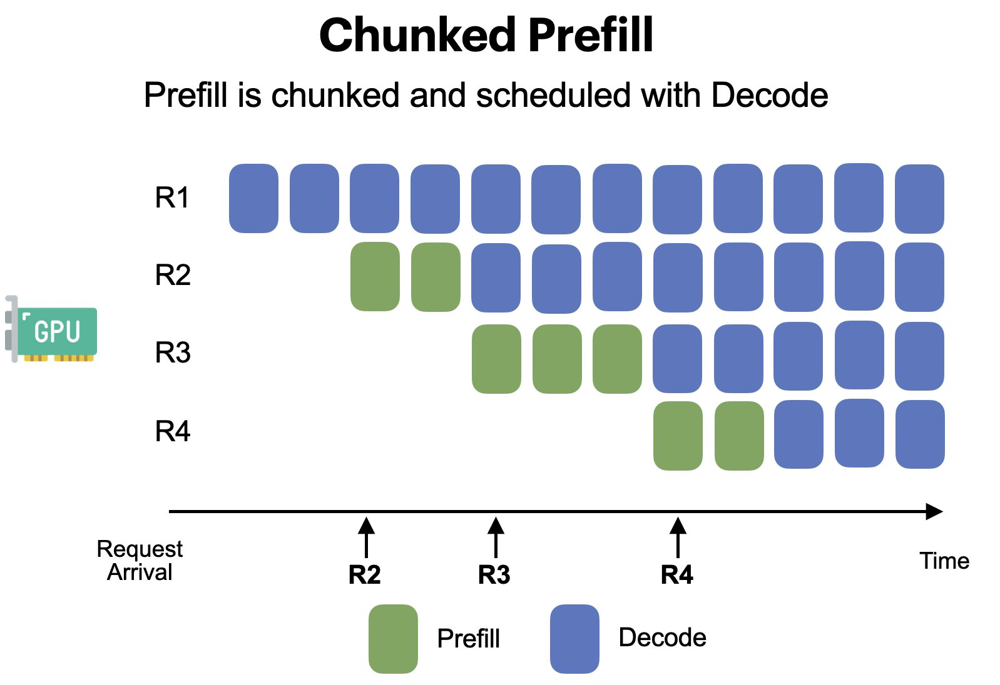 Chunked Prefill
Prefill is chunked and scheduled with Decode
R1
R2
GPU
R3
R4
Request
Arrival
R2
R3
R4
Time
Prefill
Decode